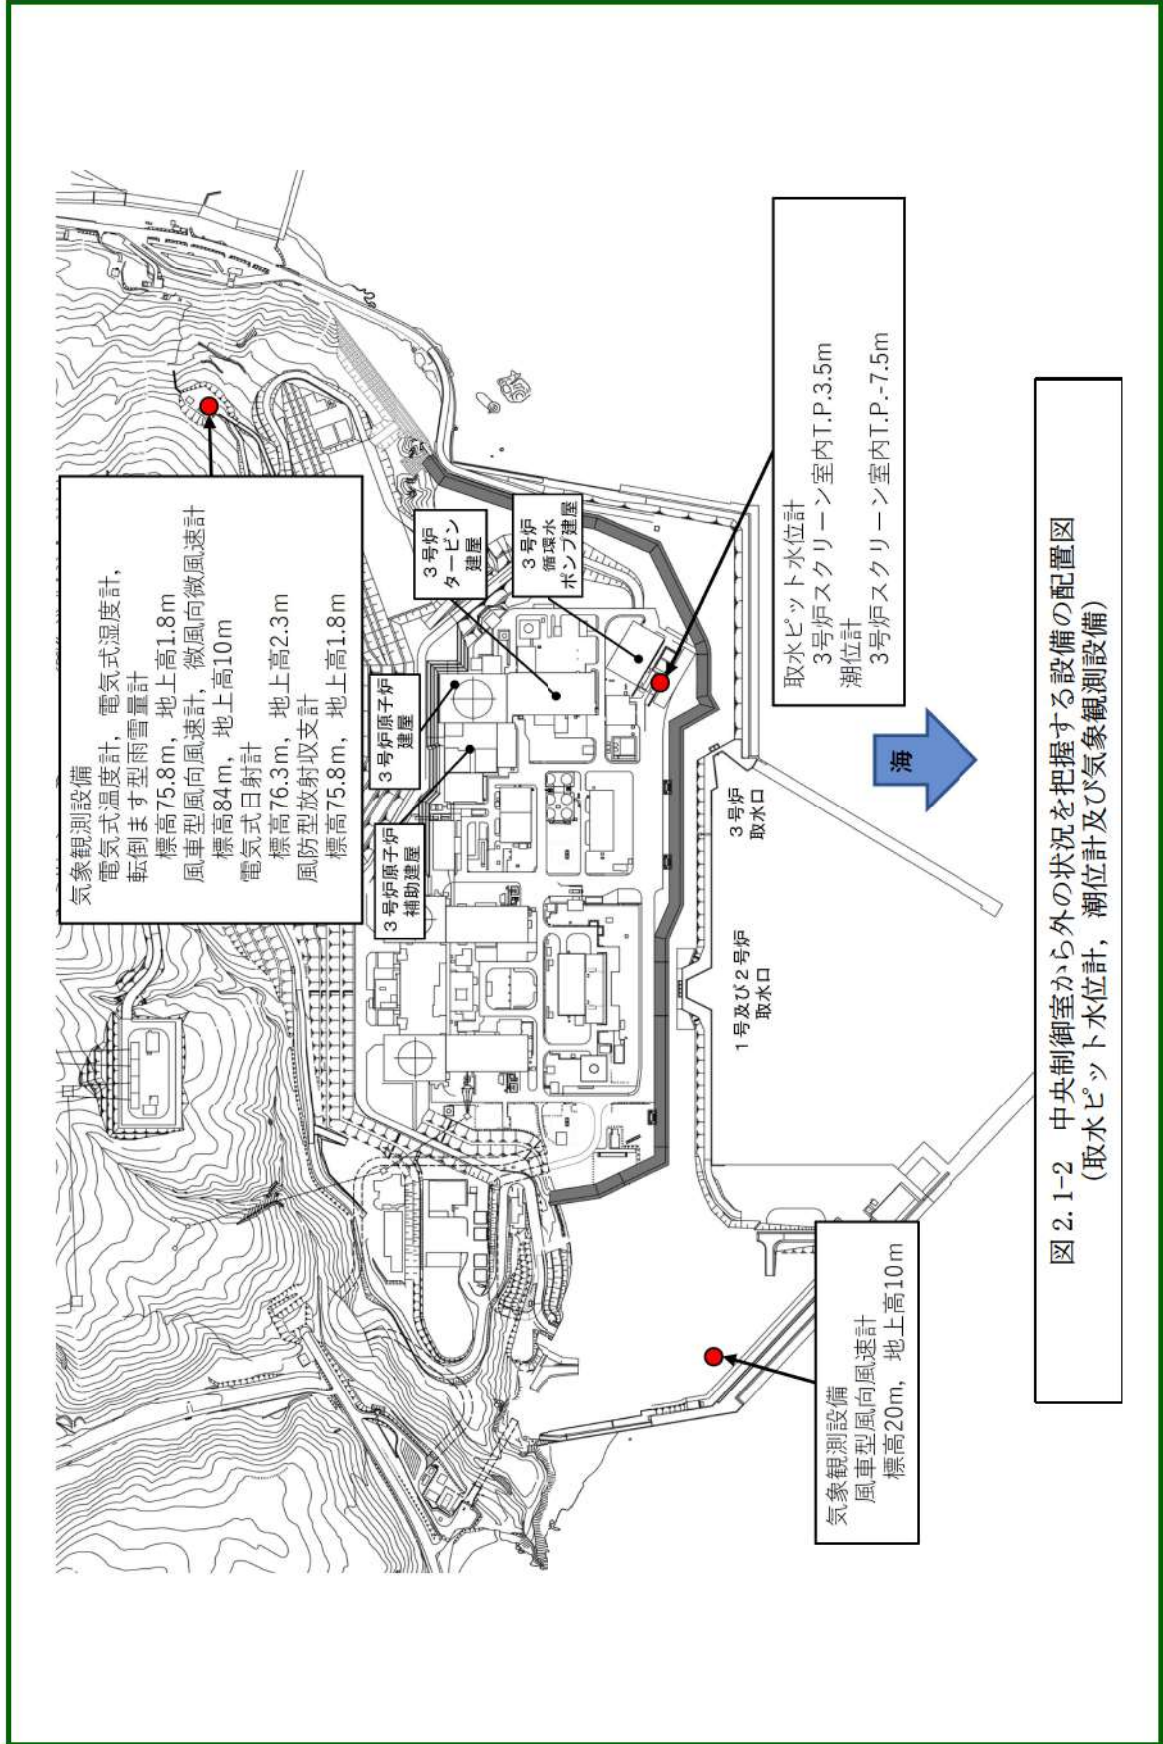 気象観測設備
電気式温度計，電気式湿度計，
転倒ます型雨雪量計
標高75.8m，地上高1.8m
風車型風向風速計，微風向微風速計
標高84m，地上高10m
電気式日射計
標高76.3m，地上高2.3m
風防型放射収支計
標高75.8m，地上高1.8m
3号炉原子炉
補助建屋
3号炉原子炉
建屋
3号炉
タービン
建屋
3号炉
循環水
ポンプ建屋
1号及び2号炉
取水口
3号炉
取水口
海
取水ピット水位計
3号炉スクリーン室内T.P.3.5m
潮位計
3号炉スクリーン室内T.P.-7.5m
気象観測設備
風車型風向風速計
標高20m，地上高10m
図 2.1-2　中央制御室から外の状況を把握する設備の配置図
(取水ピット水位計，潮位計及び気象観測設備)